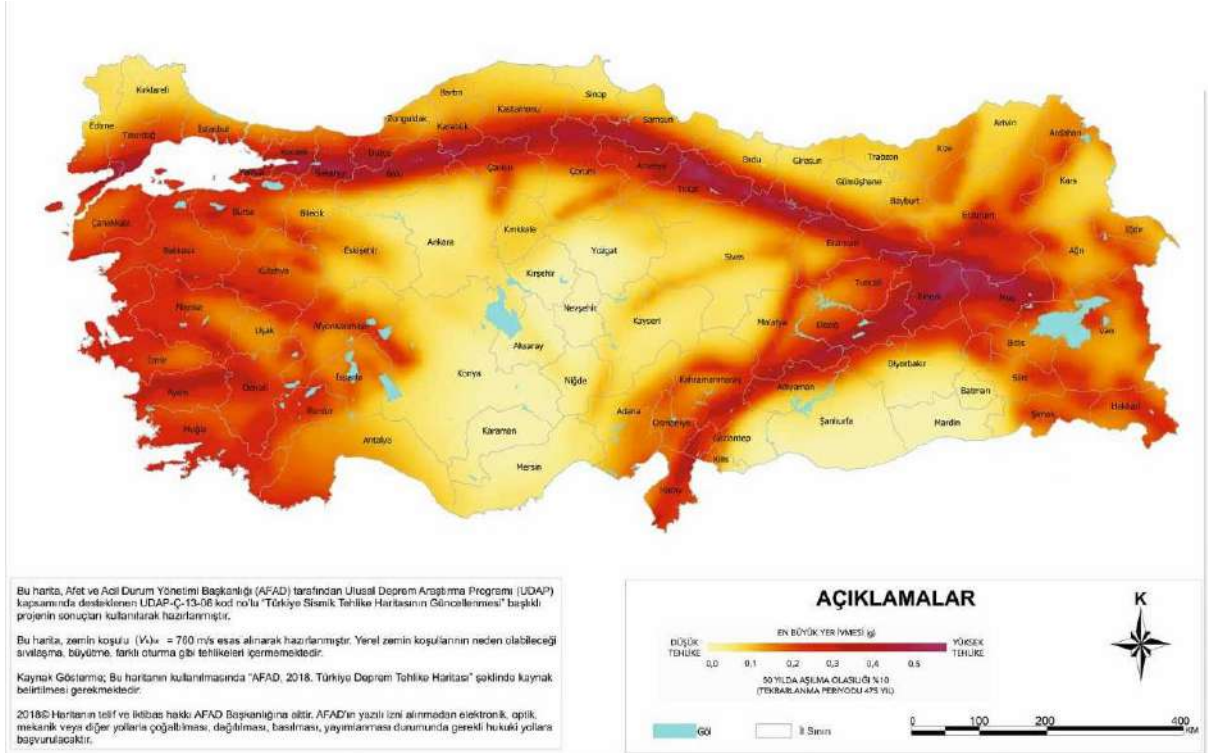 Kırklareli
Edirne
Tekirdağ
İstanbul
Zonguldak
Bartın
Karabük
Kastamonu
Sinop
Samsun
Ordu
Giresun
Trabzon
Rize
Artvin
Ardahan
Kars
Gümüşhane
Bayburt
Erzurum
Iğdır
Ağrı
Çankırı
Çorum
Amasya
Tokat
Bolu
Çanakkale
Bursa
Bilecik
Balıkesir
Eskişehir
Ankara
Kırıkkale
Yozgat
Sivas
Erzincan
Tunceli
Bingöl
Muş
Kütahya
Kırşehir
Manisa
Uşak
Afyonkarahisar
Nevşehir
Kayseri
Malatya
Elazığ
Bitlis
Van
İzmir
Aksaray
Diyarbakır
Aydın
Denizli
Isparta
Konya
Niğde
Kahramanmaraş
Adıyaman
Batman
Siirt
Burdur
Adana
Osmaniye
Şanlıurfa
Mardin
Şırnak
Hakkari
Muğla
Antalya
Karaman
Gaziantep
Mersin
Kilis
Hatay
Bu harita, Afet ve Acil Durum Yönetimi Başkanlığı (AFAD) tarafından Ulusal Deprem Araştırma Programı (UDAP)
kapsamında desteklenen UDAP-Ç-13-06 kod no'lu "Türkiye Sismik Tehlike Haritasının Güncellenmesi" başlıklı
projenin sonuçları kullanılarak hazırlanmıştır.
Bu harita, zemin koşulu = 760 m/s esas alınarak hazırlanmıştır. Yerel zemin koşullarının neden olabileceği
sıvılaşma, büyütme, farklı oturma gibi tehlikeleri içermemektedir.
Kaynak Gösterme; Bu haritanın kullanılmasında "AFAD, 2018. Türkiye Deprem Tehlike Haritası" şeklinde kaynak
belirtilmesi gerekmektedir.
2018© Haritanın telif ve iktibas hakkı AFAD Başkanlığına aittir. AFAD'ın yazılı izni alınmadan elektronik, optik,
mekanik veya diğer yollarla çoğaltılması, dağıtılması, basılması, yayımlanması durumunda gerekli hukuki yollara
başvurulacaktır.
AÇIKLAMALAR
K
EN BÜYÜK YER İVMESİ (g)
DÜŞÜK TEHLİKE
YÜKSEK TEHLİKE
0,0 0,1 0,2 0,3 0,4 0,5
50 YILDA AŞILMA OLASILIĞI %10
(TEKRARLANMA PERİYODU 475 YIL)
Göl
İl Sınırı
0 100 200 400
KM